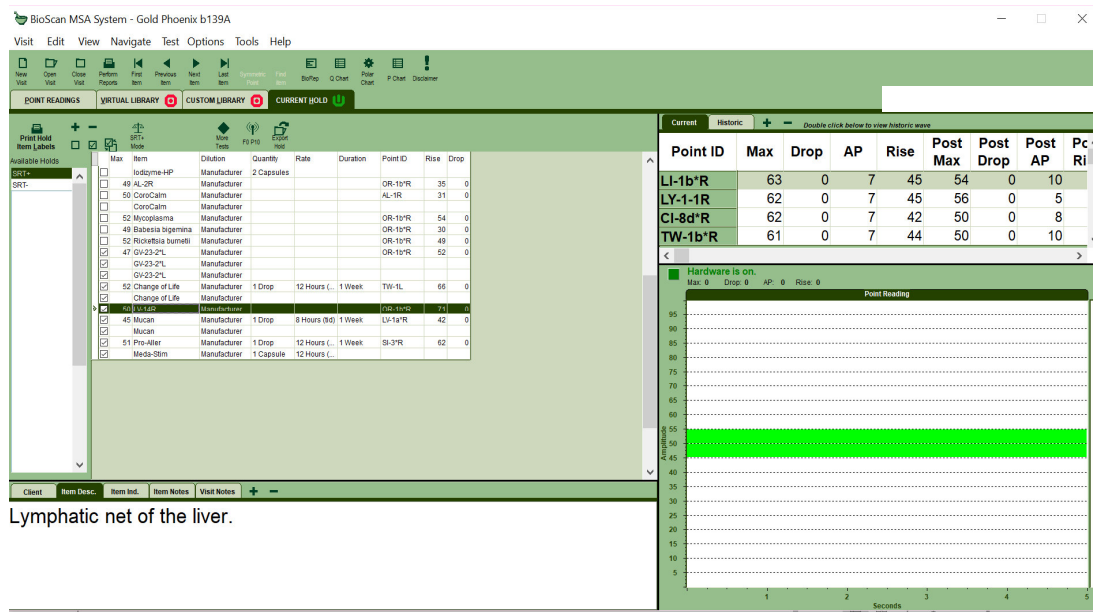 BioScan MSA System - Gold Phoenix b139A
Visit Edit View Navigate Test Options Tools Help
New Visit Open Visit Close Visit Perform Reports First Item Previous Item Next Item Last Item Symmetric Point Find Item BioRep Q Chart Polar Chart P Chart Disclaimer
POINT READINGS VIRTUAL LIBRARY CUSTOM LIBRARY CURRENT HOLD
Print Hold Item Labels SRT+ Mode More Tests F0 P10 Export Hold
Available Holds
SRT+
SRT-
Max Item Dilution Quantity Rate Duration Point ID Rise Drop
Iodizyme-HP Manufacturer 2 Capsules
49 AL-2R Manufacturer OR-1b*R 35 0
50 CoroCalm Manufacturer AL-1R 31 0
CoroCalm Manufacturer
52 Mycoplasma Manufacturer OR-1b*R 54 0
49 Babesia bigemina Manufacturer OR-1b*R 30 0
52 Rickettsia burnetii Manufacturer OR-1b*R 49 0
47 GV-23-2*L Manufacturer OR-1b*R 52 0
GV-23-2*L Manufacturer
GV-23-2*L Manufacturer
52 Change of Life Manufacturer 1 Drop 12 Hours (... 1 Week TW-1L 66 0
Change of Life Manufacturer
50 LV-14R Manufacturer OR-1b*R 71 0
45 Mucan Manufacturer 1 Drop 8 Hours (tid) 1 Week LV-1a*R 42 0
Mucan Manufacturer
51 Pro-Aller Manufacturer 1 Drop 12 Hours (... 1 Week SI-3*R 62 0
Meda-Stim Manufacturer 1 Capsule 12 Hours (...
Client Item Desc. Item Ind. Item Notes Visit Notes
Lymphatic net of the liver.
Current Historic Double click below to view historic wave
Point ID Max Drop AP Rise Post Max Post Drop Post AP
LI-1b*R 63 0 7 45 54 0 10
LY-1-1R 62 0 7 45 56 0 5
CI-8d*R 62 0 7 42 50 0 8
TW-1b*R 61 0 7 44 50 0 10
Hardware is on.
Max: 0 Drop: 0 AP: 0 Rise: 0
Point Reading
Amplitude
95
90
85
80
75
70
65
60
55
50
45
40
35
30
25
20
15
10
5
1 2 3 4 5
Seconds